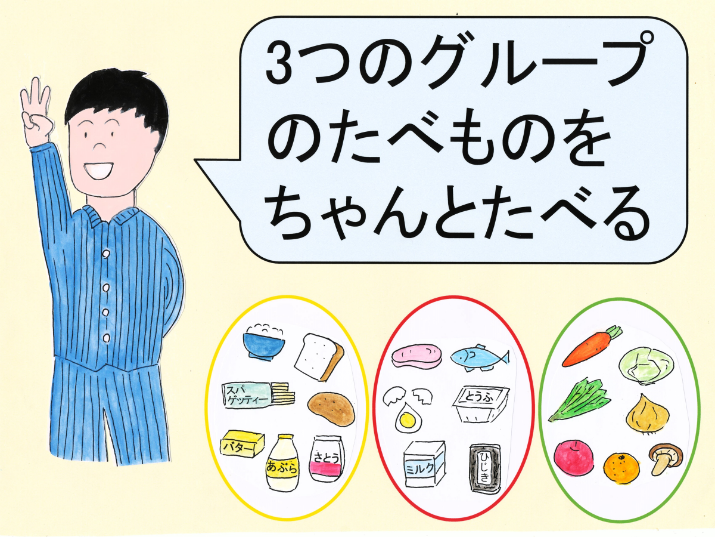 3つのグループ
のたべものを
ちゃんとたべる
スパ
ゲッティー
バター
あぶら
さとう
とうふ
ミルク
ひじき